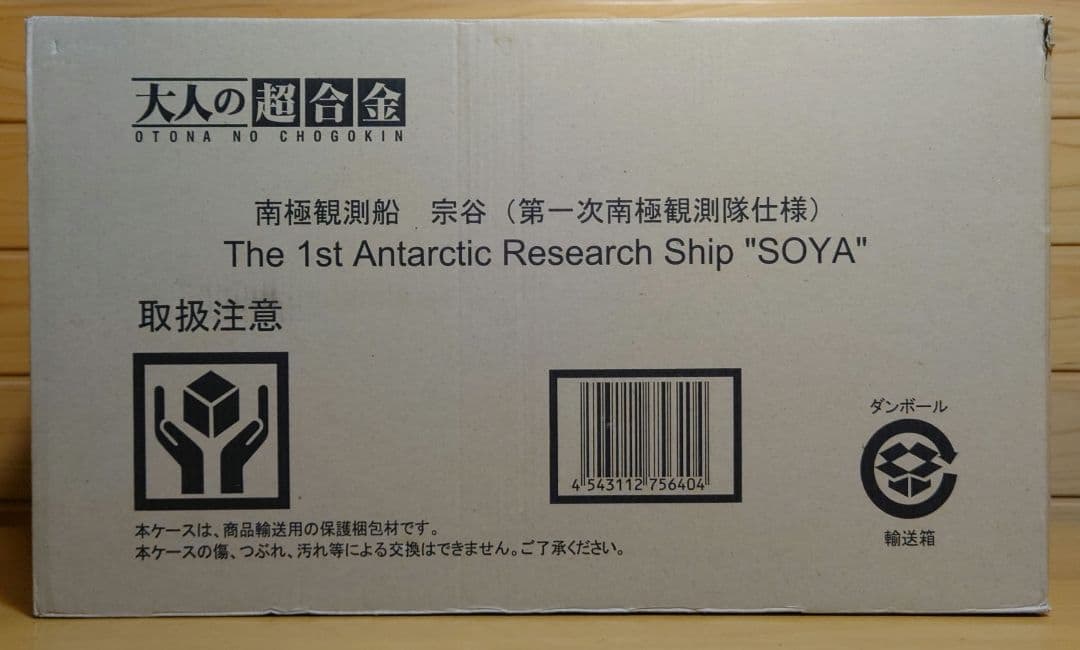 大人の超合金
OTONA NO CHOGOKIN
南極観測船 宗谷（第一次南極観測隊仕様）
The 1st Antarctic Research Ship "SOYA"
取扱注意
4 543112 756404
ダンボール
輸送箱
本ケースは、商品輸送用の保護梱包材です。
本ケースの傷、つぶれ、汚れ等による交換はできません。ご了承ください。